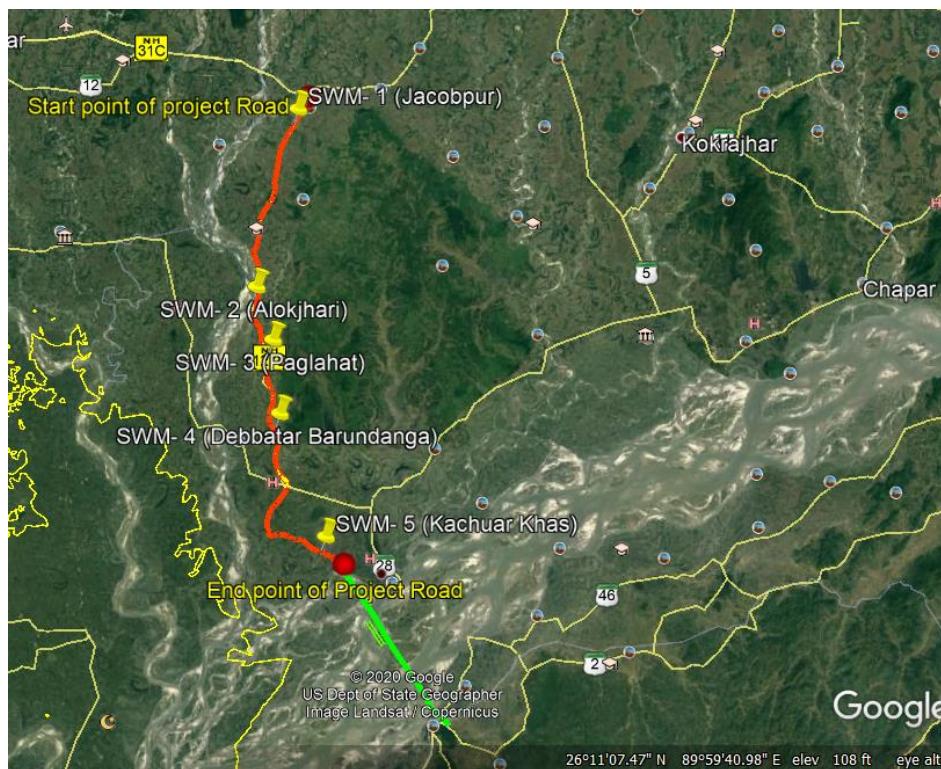 ar
NH
31C
12
SWM- 1 (Jacobpur)
Start point of project Road
Kokrajhar
H
5
Chapar
SWM- 2 (Alokjhari)
H
NH
SWM- 3 (Paglahat)
SWM- 4 (Debbatar Barundanga)
H
SWM- 5 (Kachuar Khas)
H
28
End point of Project Road
46
2
© 2020 Google
US Dept of State Geographer
Image Landsat / Copernicus
Google
26°11'07.47" N 89°59'40.98" E elev 108 ft eye alt